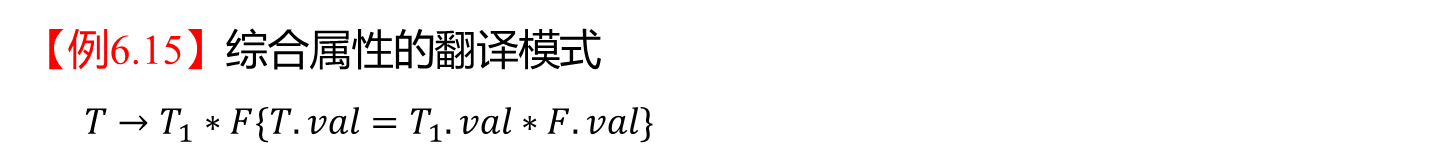 【例6.15】综合属性的翻译模式
T → T₁ * F{T.val = T₁.val * F.val}